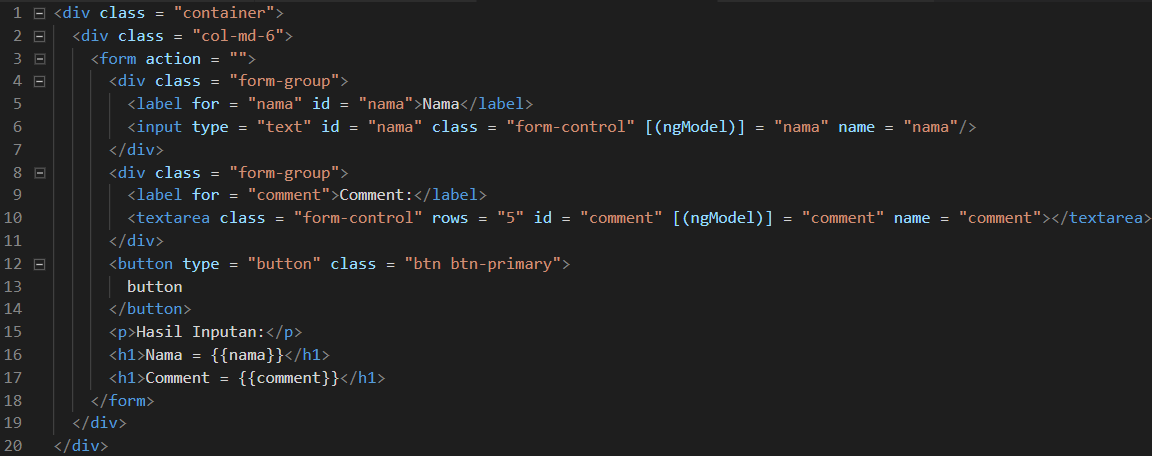 1 <div class = "container">
2 <div class = "col-md-6">
3 <form action = "">
4 <div class = "form-group">
5 <label for = "nama" id = "nama">Nama</label>
6 <input type = "text" id = "nama" class = "form-control" [(ngModel)] = "nama" name = "nama"/>
7 </div>
8 <div class = "form-group">
9 <label for = "comment">Comment:</label>
10 <textarea class = "form-control" rows = "5" id = "comment" [(ngModel)] = "comment" name = "comment"></textarea>
11 </div>
12 <button type = "button" class = "btn btn-primary">
13 button
14 </button>
15 <p>Hasil Inputan:</p>
16 <h1>Nama = {{nama}}</h1>
17 <h1>Comment = {{comment}}</h1>
18 </form>
19 </div>
20 </div>